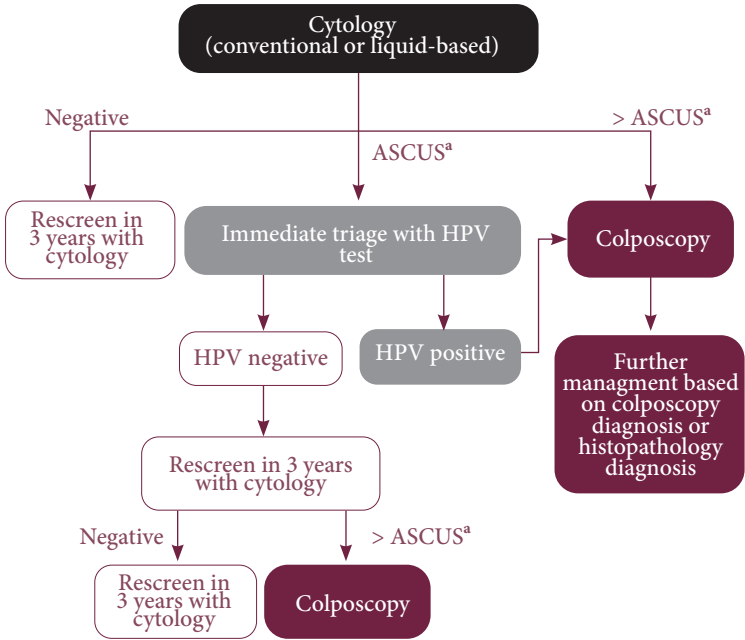 Cytology
(conventional or liquid-based)
Negative
ASCUSᵃ
> ASCUSᵃ
Rescreen in
3 years with
cytology
Immediate triage with HPV
test
Colposcopy
HPV negative
HPV positive
Further
managment based
on colposcopy
diagnosis or
histopathology
diagnosis
Rescreen in 3 years
with cytology
Negative
> ASCUSᵃ
Rescreen in
3 years with
cytology
Colposcopy